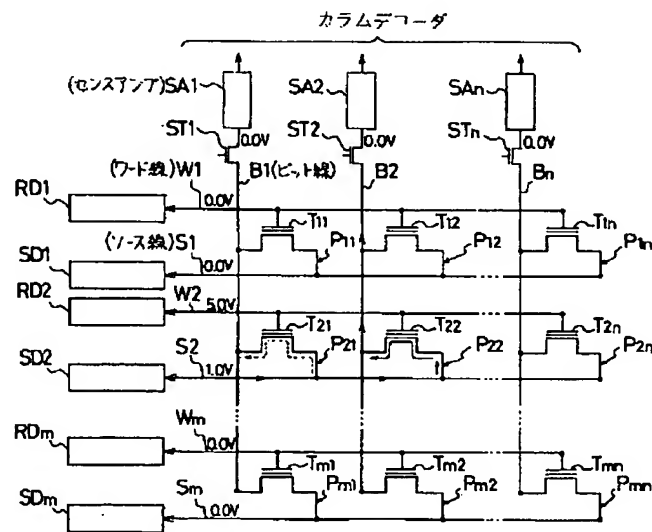 カラムデコーダ
(センスアンプ)SA1 SA2 SAn
ST1 0.0V ST2 0.0V STn 0.0V
(ワード線)W1 B1(ビット線) B2 Bn
RD1 0.0V
T11 T12 T1n
(ソース線)S1 P11 P12 P1n
SD1 0.0V
RD2 W2 5.0V
T21 T22 T2n
S2 P21 P22 P2n
SD2 1.0V
Wm
RDm 0.0V
Tm1 Tm2 Tmn
Sm Pm1 Pm2 Pmn
SDm 0.0V